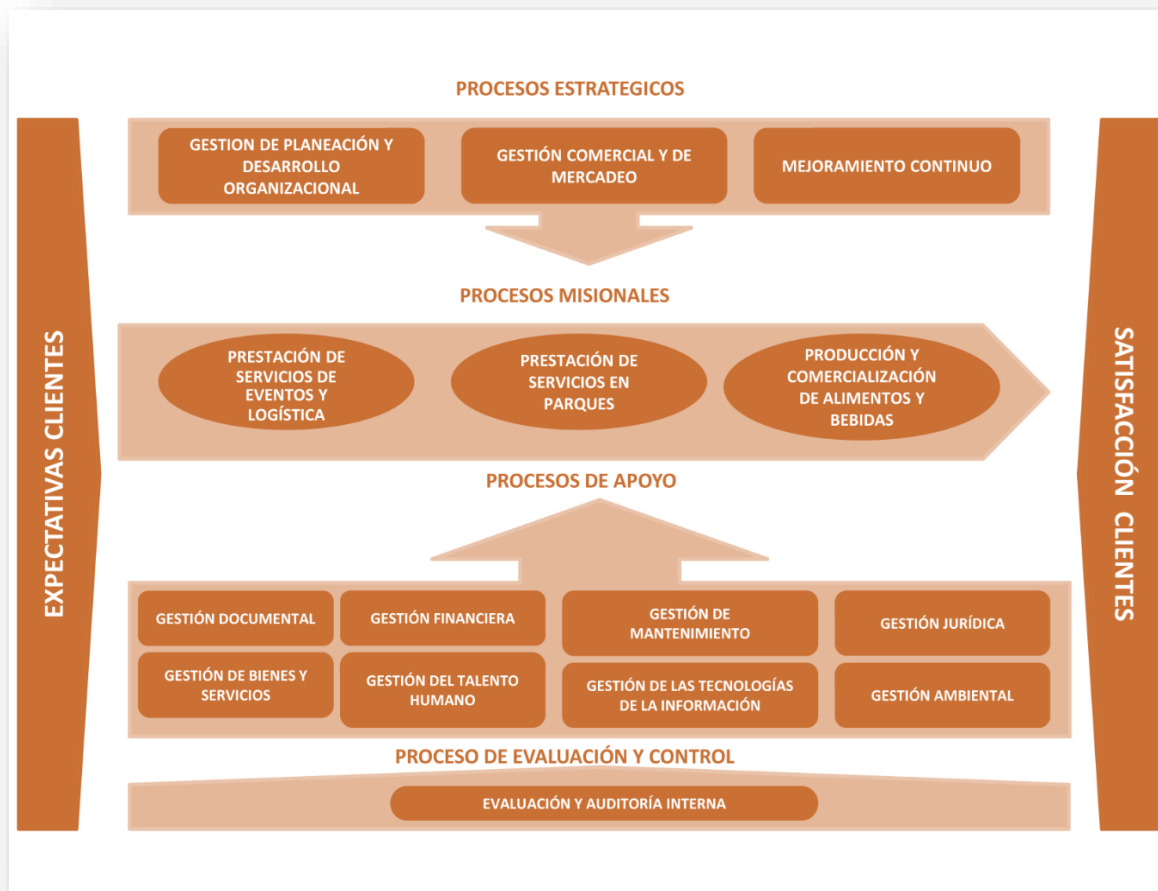 PROCESOS ESTRATEGICOS
GESTION DE PLANEACIÓN Y
DESARROLLO
ORGANIZACIONAL
GESTIÓN COMERCIAL Y DE
MERCADEO
MEJORAMIENTO CONTINUO
EXPECTATIVAS CLIENTES
PROCESOS MISIONALES
PRESTACIÓN DE
SERVICIOS DE
EVENTOS Y
LOGÍSTICA
PRESTACIÓN DE
SERVICIOS EN
PARQUES
PRODUCCIÓN Y
COMERCIALIZACIÓN
DE ALIMENTOS Y
BEBIDAS
SATISFACCIÓN CLIENTES
PROCESOS DE APOYO
GESTIÓN DOCUMENTAL
GESTIÓN FINANCIERA
GESTIÓN DE
MANTENIMIENTO
GESTIÓN JURÍDICA
GESTIÓN DE BIENES Y
SERVICIOS
GESTIÓN DEL TALENTO
HUMANO
GESTIÓN DE LAS TECNOLOGÍAS
DE LA INFORMACIÓN
GESTIÓN AMBIENTAL
PROCESO DE EVALUACIÓN Y CONTROL
EVALUACIÓN Y AUDITORÍA INTERNA